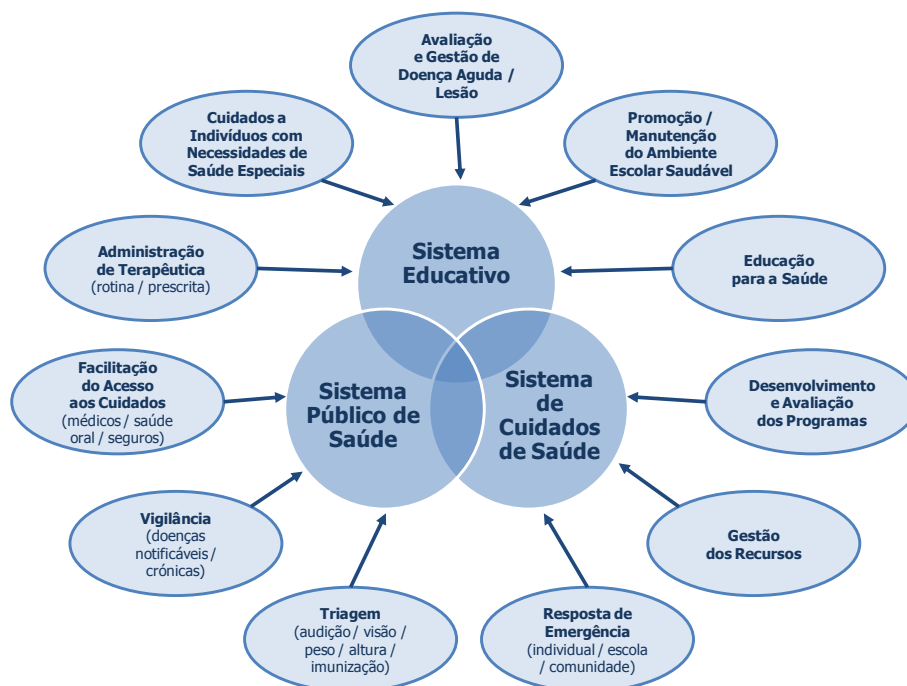 Avaliação
e Gestão de
Doença Aguda /
Lesão
Cuidados a
Indivíduos com
Necessidades de
Saúde Especiais
Promoção /
Manutenção
do Ambiente
Escolar Saudável
Administração
de Terapêutica
(rotina / prescrita)
Sistema
Educativo
Educação
para a Saúde
Facilitação
do Acesso
aos Cuidados
(médicos / saúde
oral / seguros)
Sistema
Público de
Saúde
Sistema
de
Cuidados
de Saúde
Desenvolvimento
e Avaliação
dos Programas
Vigilância
(doenças
notificáveis /
crónicas)
Gestão
dos Recursos
Triagem
(audição / visão /
peso / altura /
imunização)
Resposta de
Emergência
(individual / escola
/ comunidade)